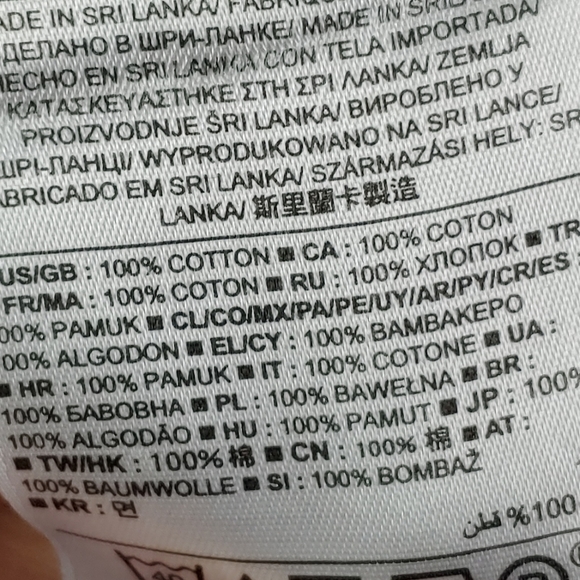 ADE IN SRI LANKA/ FABRIQ
ДЕЛАНО В ШРИ-ЛАНКЕ/ MADE IN SRI
HECHO EN SRI LANKA CON TELA IMPORTADA/
ΚΑΤΑΣΚΕΥΑΣΤΗΚΕ ΣΤΗ ΣΡΙ ΛΑΝΚΑ/ ZEMLJA
PROIZVODNJE ŠRI LANKA/ ВИРОБЛЕНО У
ШРІ-ЛАНЦІ/ WYPRODUKOWANO NA SRI LANCE/
ABRICADO EM SRI LANKA/ SZÁRMAZÁSI HELY: SR
LANKA/ 斯里蘭卡製造
US/GB : 100% COTTON ■ CA : 100% COTON
FR/MA : 100% COTON ■ RU : 100% ХЛОПОК ■ TR
00% PAMUK ■ CL/CO/MX/PA/PE/UY/AR/PY/CR/ES :
00% ALGODON ■ EL/CY : 100% ΒΑΜΒΑΚΕΡΟ
■ HR : 100% PAMUK ■ IT : 100% COTONE ■ UA :
100% БАВОВНА ■ PL : 100% BAWEŁNA ■ BR :
100% ALGODÃO ■ HU : 100% PAMUT ■ JP : 100%
■ TW/HK : 100% 棉 ■ CN : 100% 棉 ■ AT :
100% BAUMWOLLE ■ SI : 100% BOMBAŽ
■ KR : 면
100% قطن
40